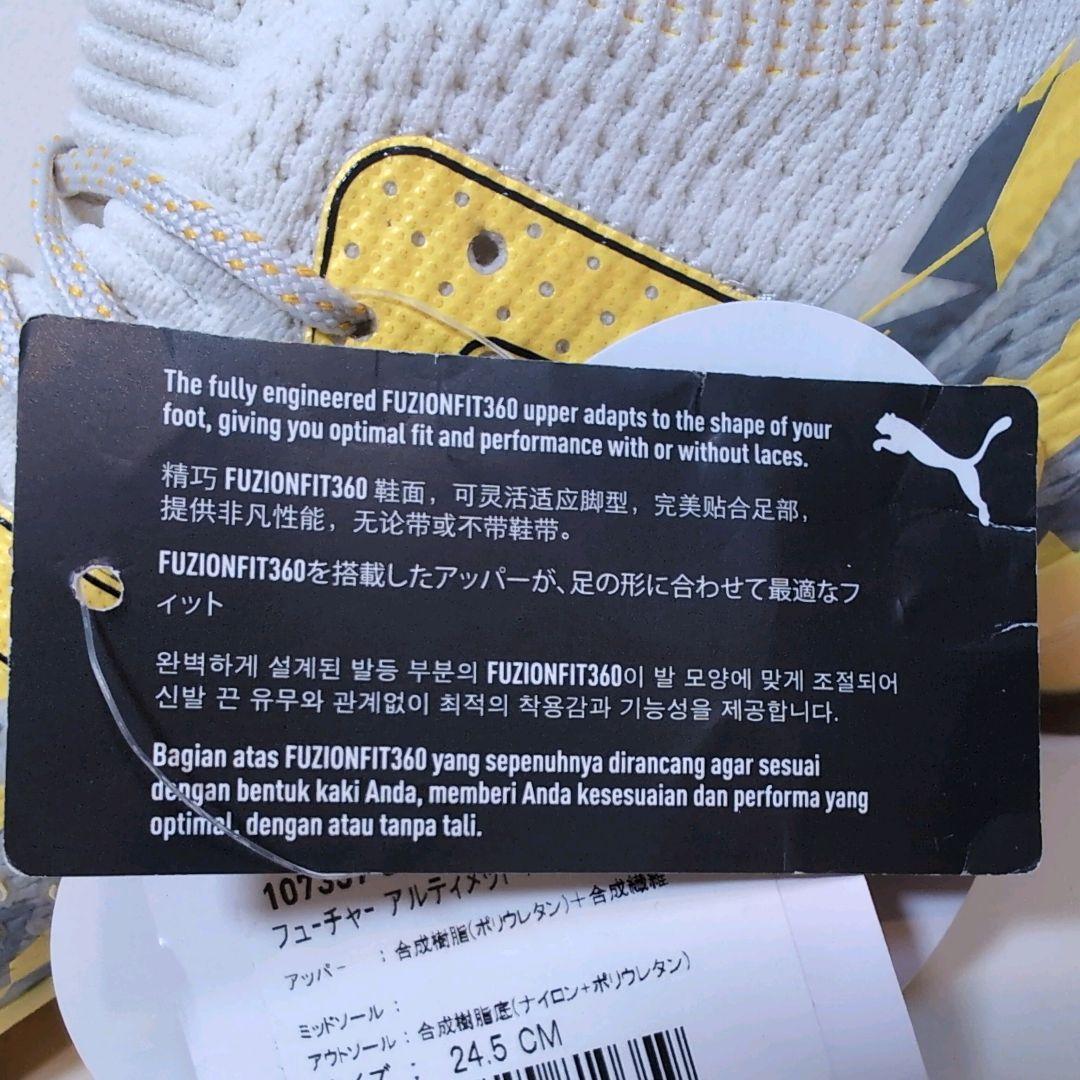 The fully engineered FUZIONFIT360 upper adapts to the shape of your
foot, giving you optimal fit and performance with or without laces.
精巧 FUZIONFIT360 鞋面，可灵活适应脚型，完美贴合足部，
提供非凡性能，无论带或不带鞋带。
FUZIONFIT360を搭載したアッパーが、足の形に合わせて最適なフ
ィット
완벽하게 설계된 발등 부분의 FUZIONFIT360이 발 모양에 맞게 조절되어
신발 끈 유무와 관계없이 최적의 착용감과 기능성을 제공합니다.
Bagian atas FUZIONFIT360 yang sepenuhnya dirancang agar sesuai
dengan bentuk kaki Anda, memberi Anda kesesuaian dan performa yang
optimal, dengan atau tanpa tali.
フューチャー アルティメット
アッパー : 合成樹脂(ポリウレタン)+合成繊維
ミッドソール :
アウトソール : 合成樹脂底(ナイロン+ポリウレタン)
: 24.5 CM